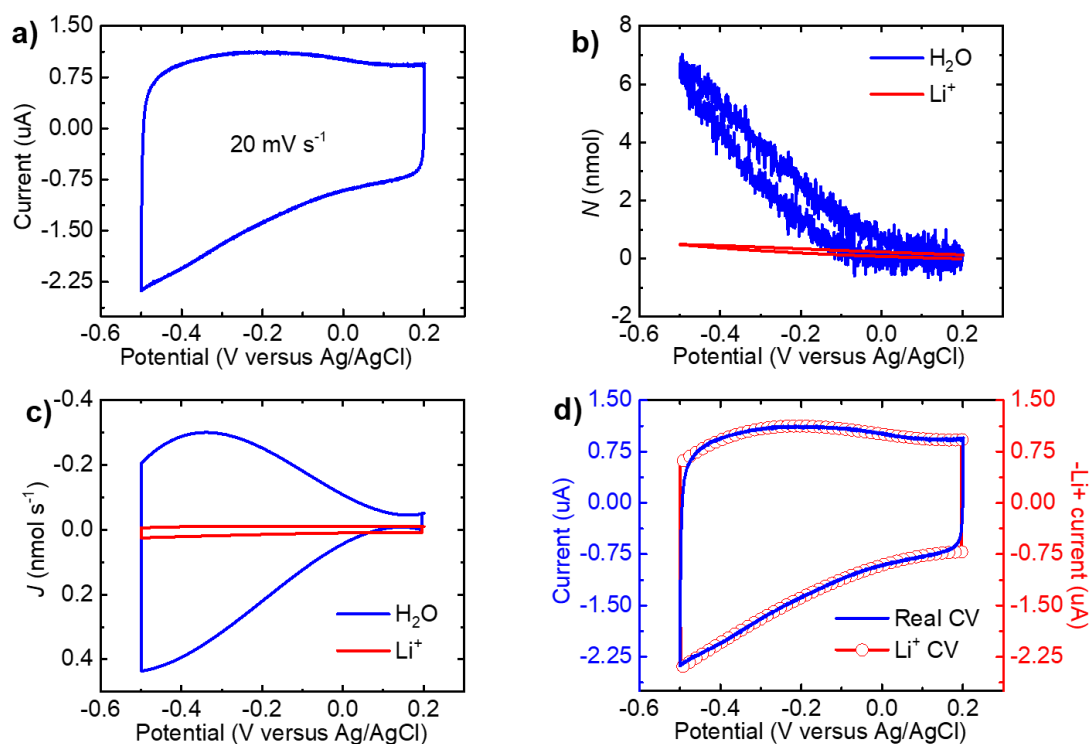 a)
1.50
0.75
0.00
-0.75
-1.50
-2.25
Current (uA)
20 mV s⁻¹
-0.6 -0.4 -0.2 0.0 0.2
Potential (V versus Ag/AgCl)
b)
8
6
4
2
0
-2
N (nmol)
H₂O
Li⁺
-0.6 -0.4 -0.2 0.0 0.2
Potential (V versus Ag/AgCl)
c)
-0.4
-0.2
0.0
0.2
0.4
J (nmol s⁻¹)
H₂O
Li⁺
-0.6 -0.4 -0.2 0.0 0.2
Potential (V versus Ag/AgCl)
d)
1.50
0.75
0.00
-0.75
-1.50
-2.25
Current (uA)
Real CV
Li⁺ CV
1.50
0.75
0.00
-0.75
-1.50
-2.25
-Li+ current (uA)
-0.6 -0.4 -0.2 0.0 0.2
Potential (V versus Ag/AgCl)